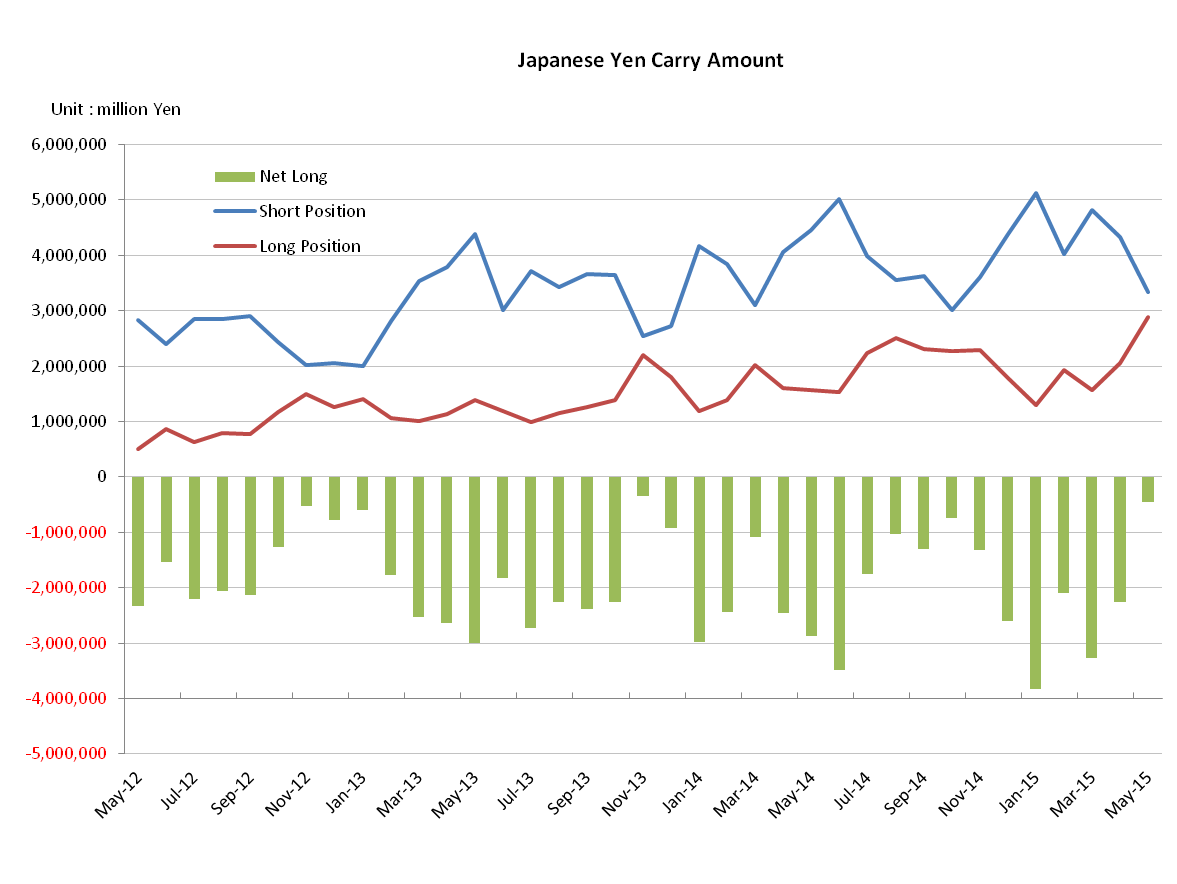 Japanese Yen Carry Amount
Unit : million Yen
6,000,000
5,000,000
4,000,000
3,000,000
2,000,000
1,000,000
0
-1,000,000
-2,000,000
-3,000,000
-4,000,000
-5,000,000
Net Long
Short Position
Long Position
May-12
Jul-12
Sep-12
Nov-12
Jan-13
Mar-13
May-13
Jul-13
Sep-13
Nov-13
Jan-14
Mar-14
May-14
Jul-14
Sep-14
Nov-14
Jan-15
Mar-15
May-15